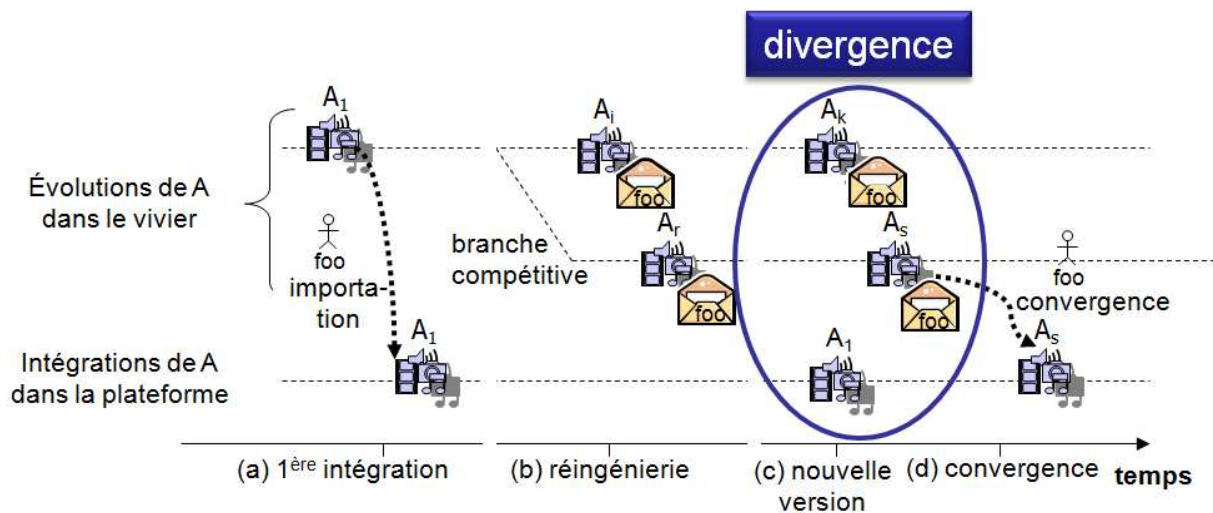 divergence
A1
Ai
Ak
Évolutions de A
dans le vivier
foo
foo
Ar
As
branche
compétitive
foo
importa-
tion
foo
foo
foo
convergence
A1
A1
As
Intégrations de A
dans la plateforme
(a) 1ère intégration
(b) réingénierie
(c) nouvelle
version
(d) convergence
temps